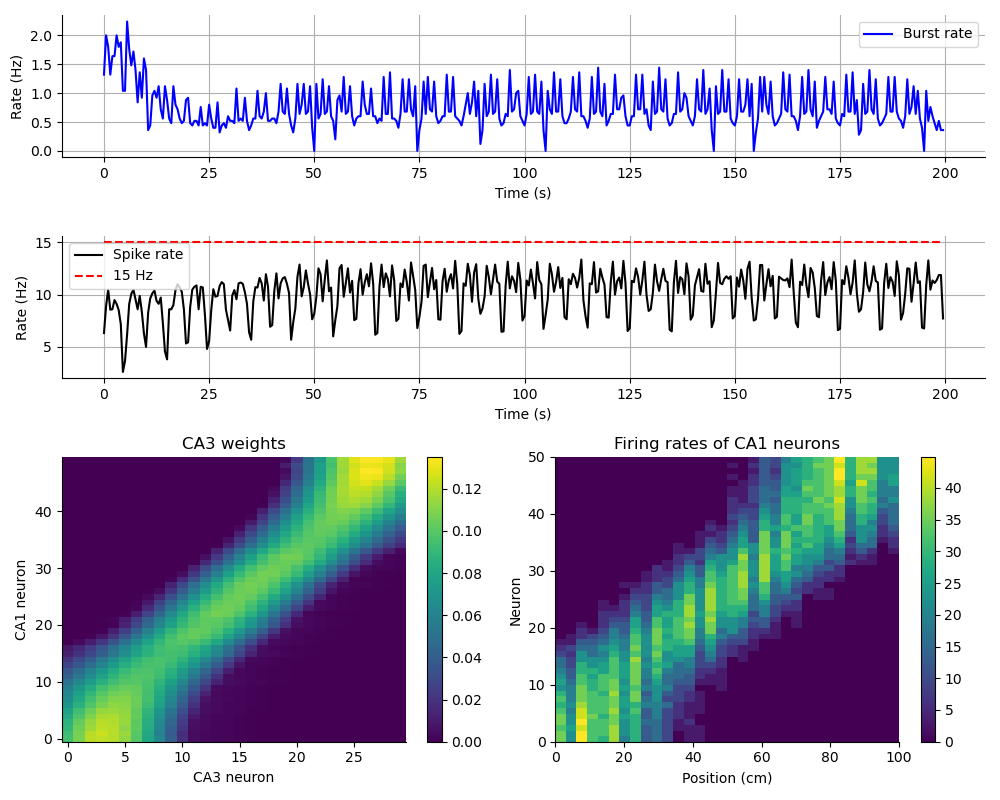 2.0
1.5
1.0
0.5
0.0
Rate (Hz)
Burst rate
0 25 50 75 100 125 150 175 200
Time (s)
15
10
5
Rate (Hz)
Spike rate
15 Hz
0 25 50 75 100 125 150 175 200
Time (s)
CA3 weights
40
30
20
10
0
CA1 neuron
0 5 10 15 20 25
CA3 neuron
0.12
0.10
0.08
0.06
0.04
0.02
0.00
Firing rates of CA1 neurons
50
40
30
20
10
0
Neuron
0 20 40 60 80 100
Position (cm)
40
35
30
25
20
15
10
5
0